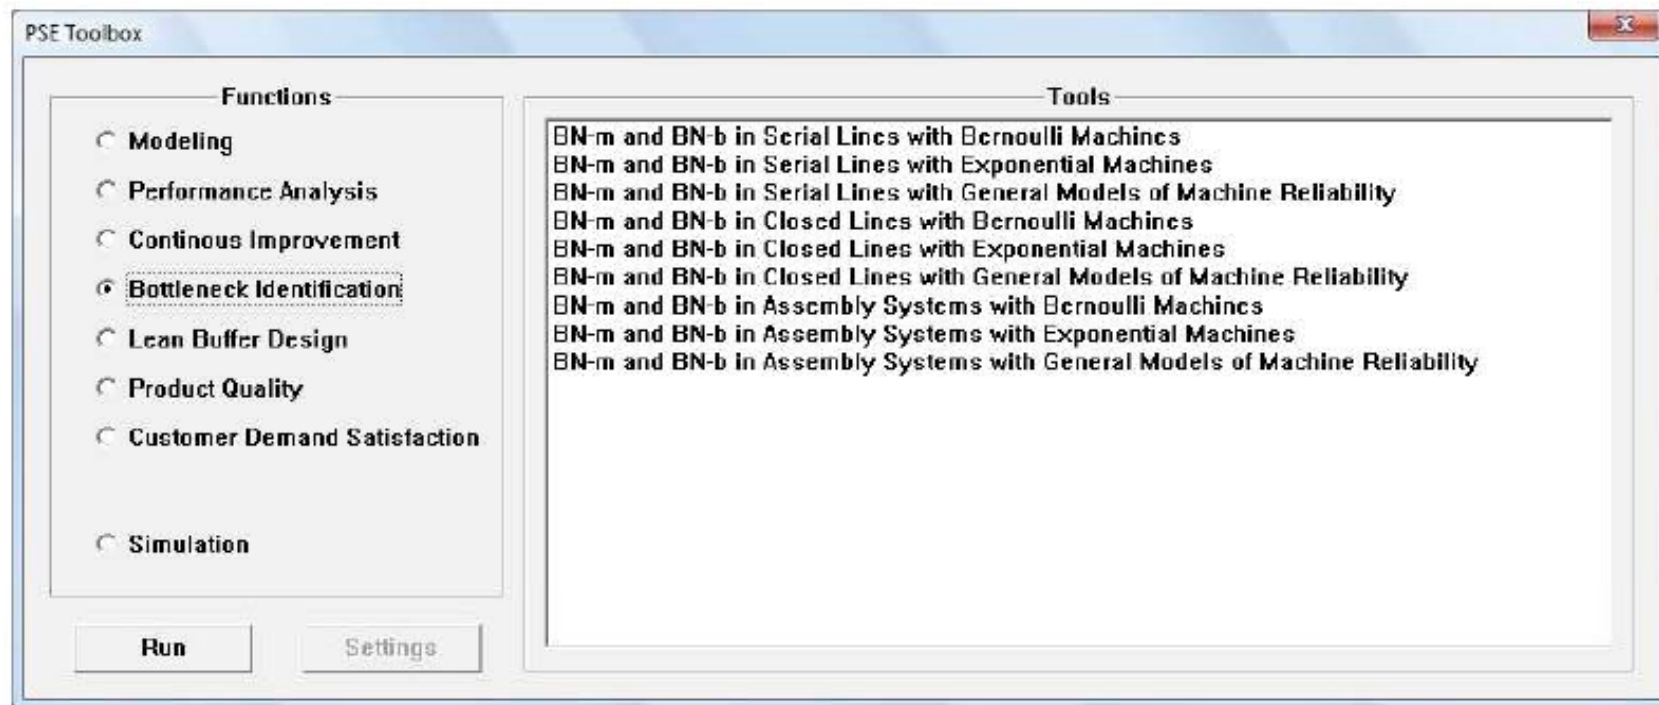 PSE Toolbox
Functions
Modeling
Performance Analysis
Continous Improvement
Bottleneck Identification
Lean Buffer Design
Product Quality
Customer Demand Satisfaction
Simulation
Run
Settings
Tools
BN-m and BN-b in Serial Lines with Bernoulli Machines
BN-m and BN-b in Serial Lines with Exponential Machines
BN-m and BN-b in Serial Lines with General Models of Machine Reliability
BN-m and BN-b in Closed Lines with Bernoulli Machines
BN-m and BN-b in Closed Lines with Exponential Machines
BN-m and BN-b in Closed Lines with General Models of Machine Reliability
BN-m and BN-b in Assembly Systems with Bernoulli Machines
BN-m and BN-b in Assembly Systems with Exponential Machines
BN-m and BN-b in Assembly Systems with General Models of Machine Reliability